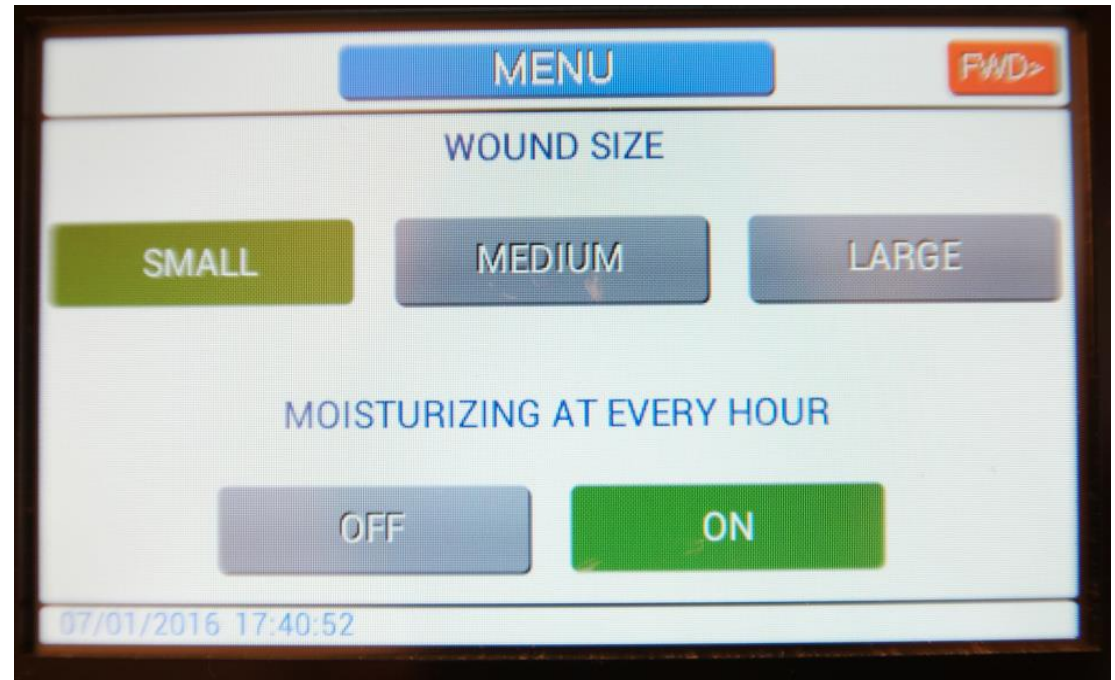 MENU FWD>
WOUND SIZE
SMALL MEDIUM LARGE
MOISTURIZING AT EVERY HOUR
OFF ON
07/01/2016 17:40:52